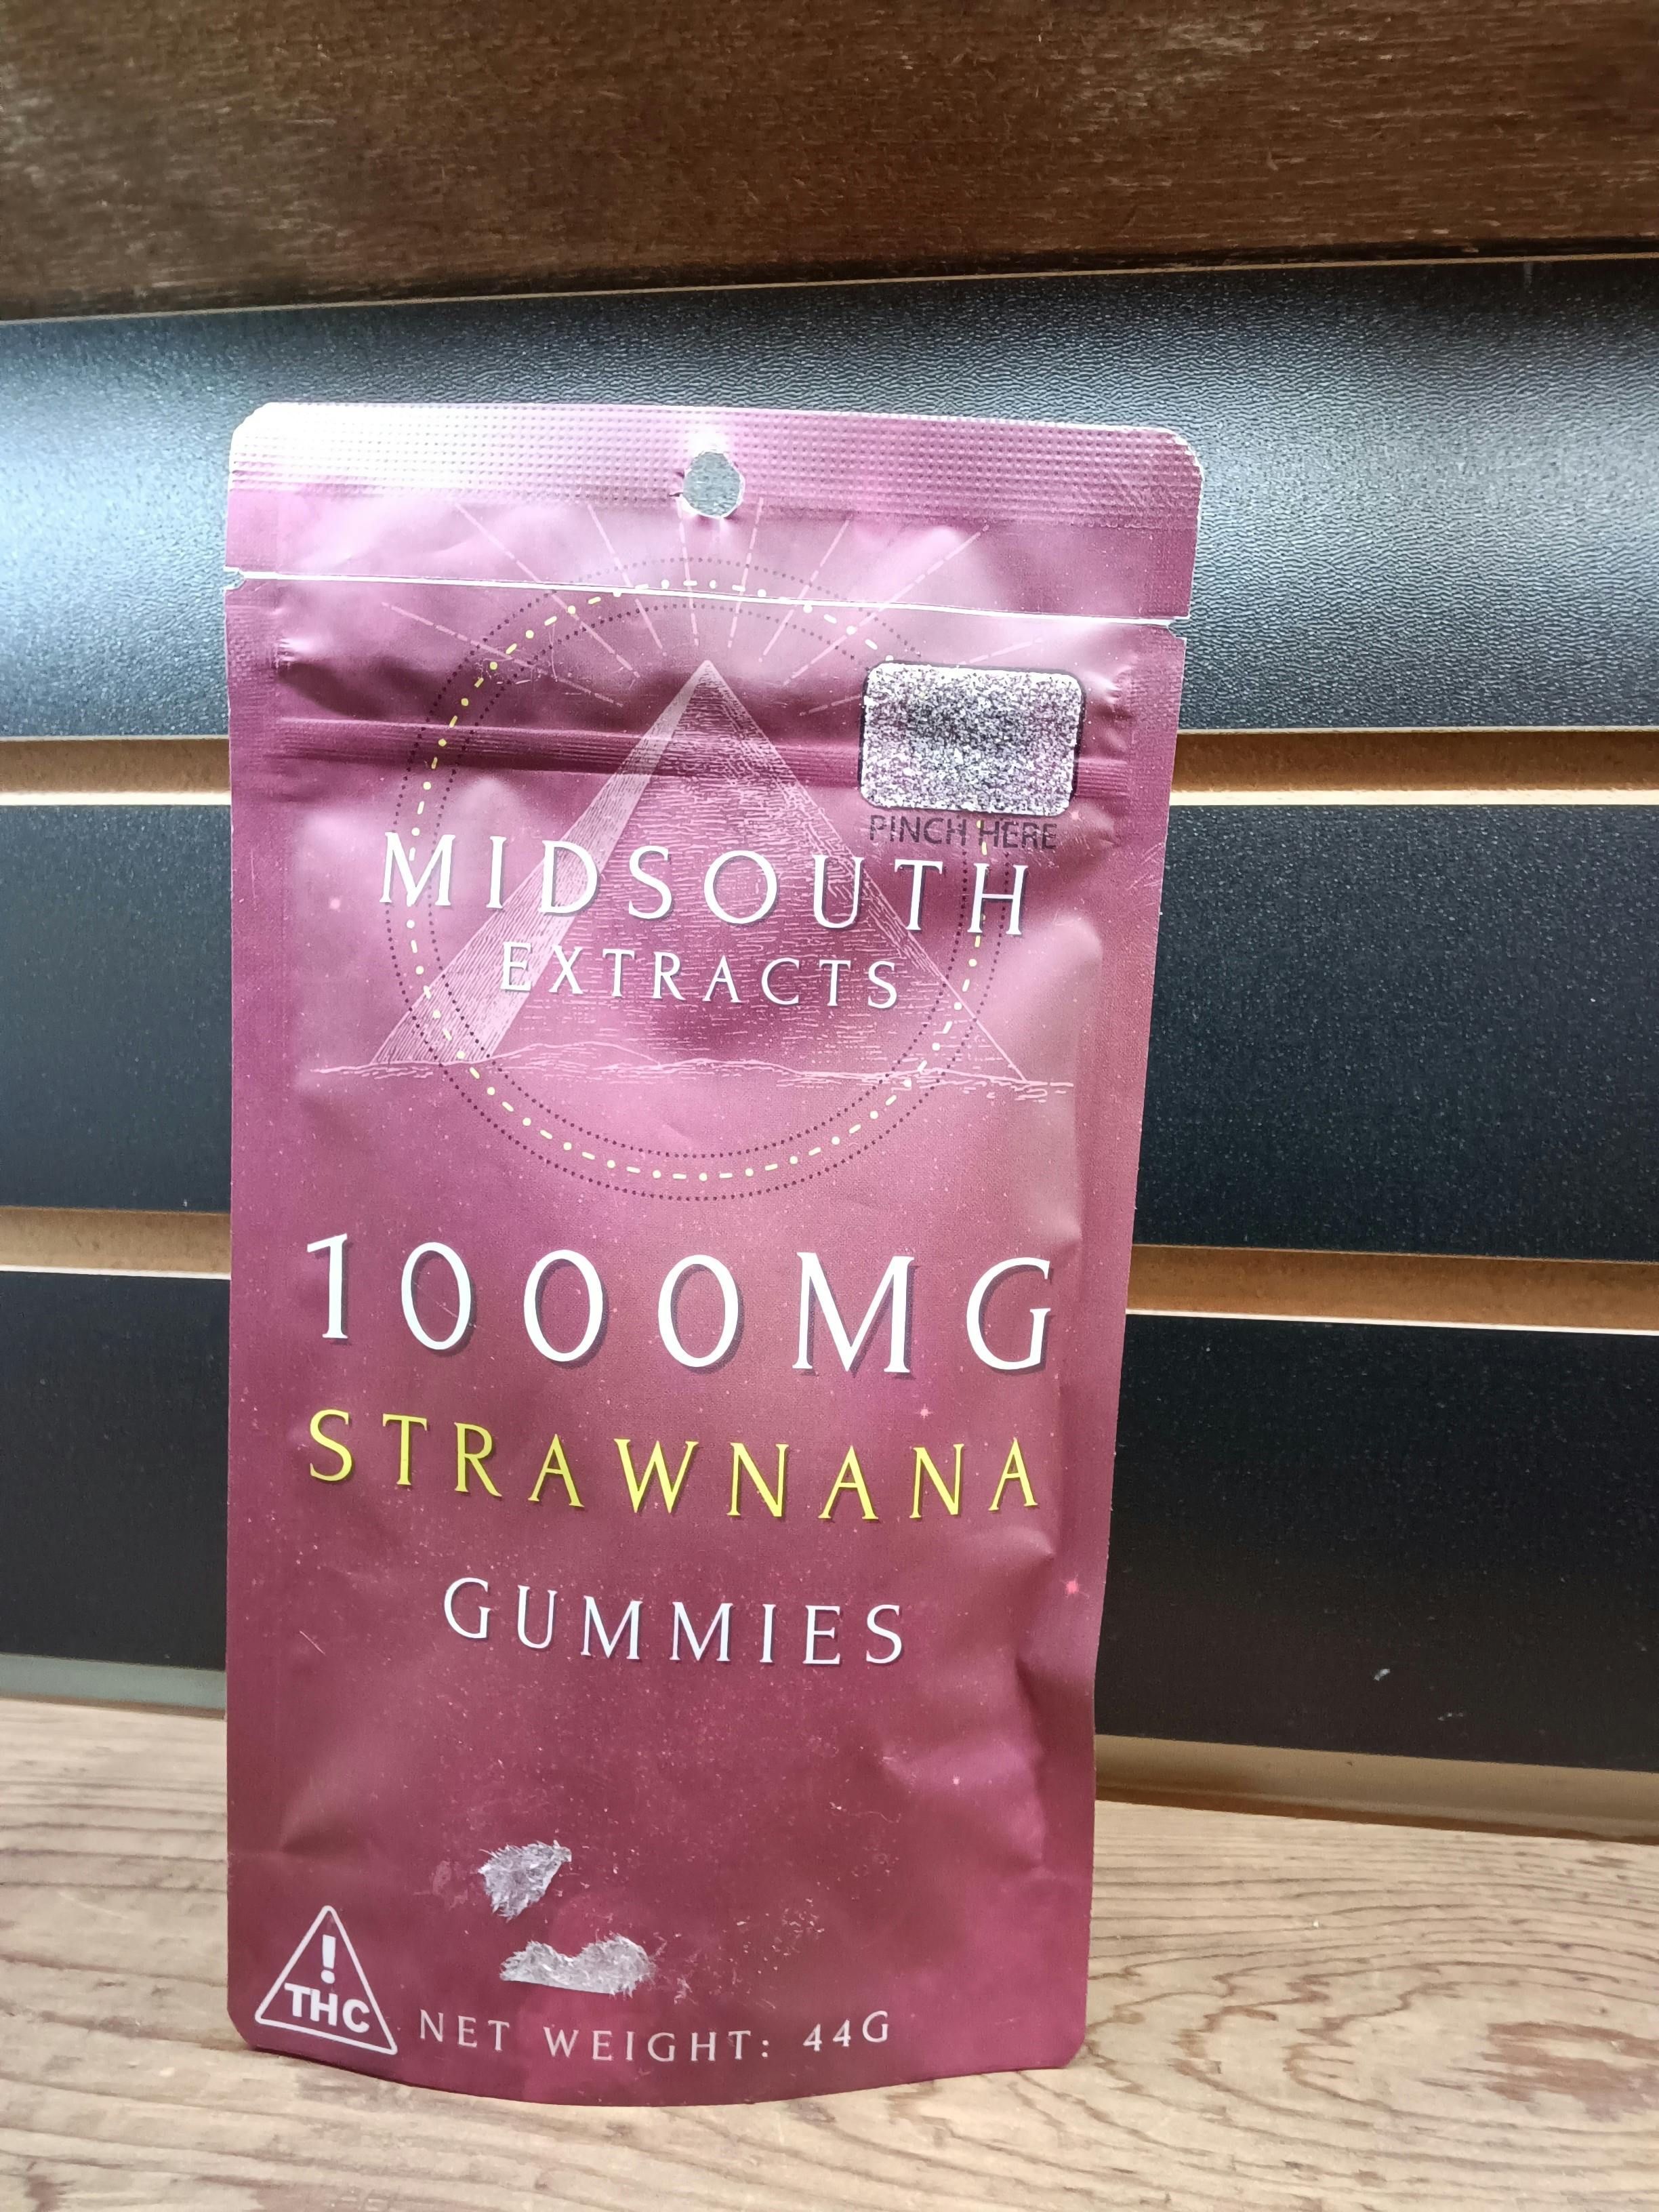 PINCH HERE
MIDSOUTH
EXTRACTS
1000MG
STRAWNANA
GUMMIES
!
THC
NET WEIGHT: 44G